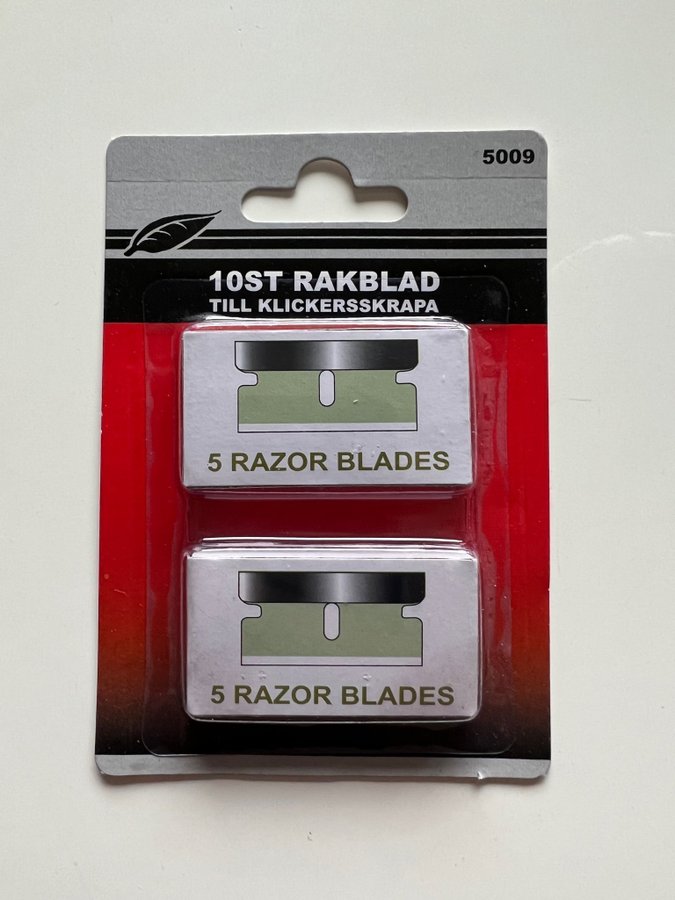 5009
10ST RAKBLAD
TILL KLICKERSSKRAPA
5 RAZOR BLADES
5 RAZOR BLADES